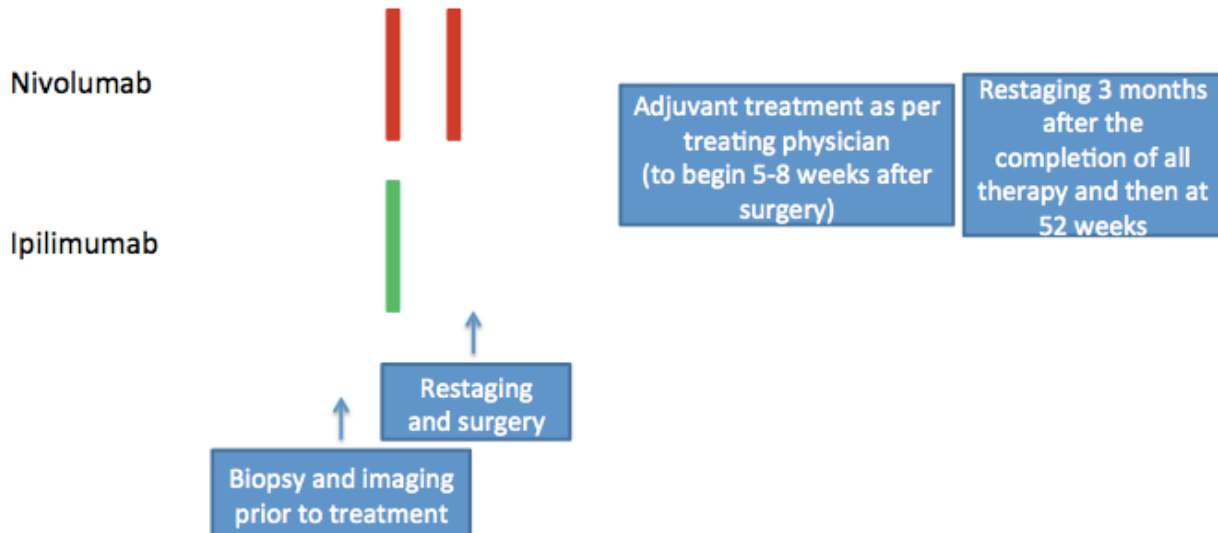 Nivolumab
Adjuvant treatment as per
treating physician
(to begin 5-8 weeks after
surgery)
Restaging 3 months
after the
completion of all
therapy and then at
52 weeks
Ipilimumab
Restaging
and surgery
Biopsy and imaging
prior to treatment